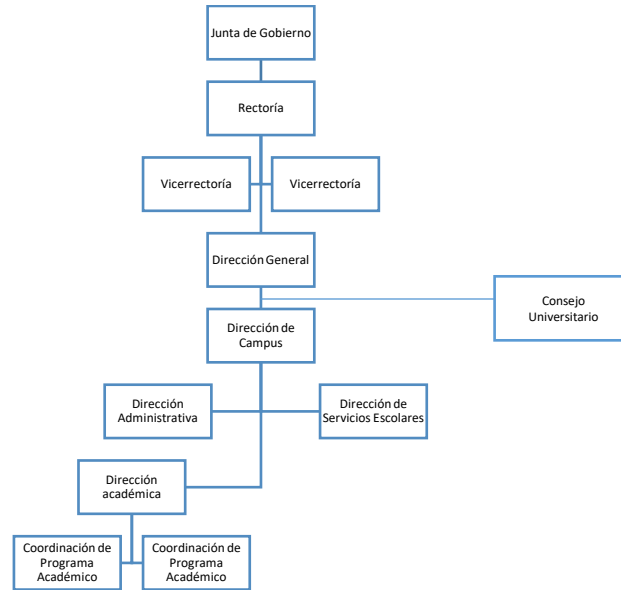 Junta de Gobierno
Rectoría
Vicerrectoría
Vicerrectoría
Dirección General
Consejo
Universitario
Dirección de
Campus
Dirección
Administrativa
Dirección de
Servicios Escolares
Dirección
académica
Coordinación de
Programa
Académico
Coordinación de
Programa
Académico